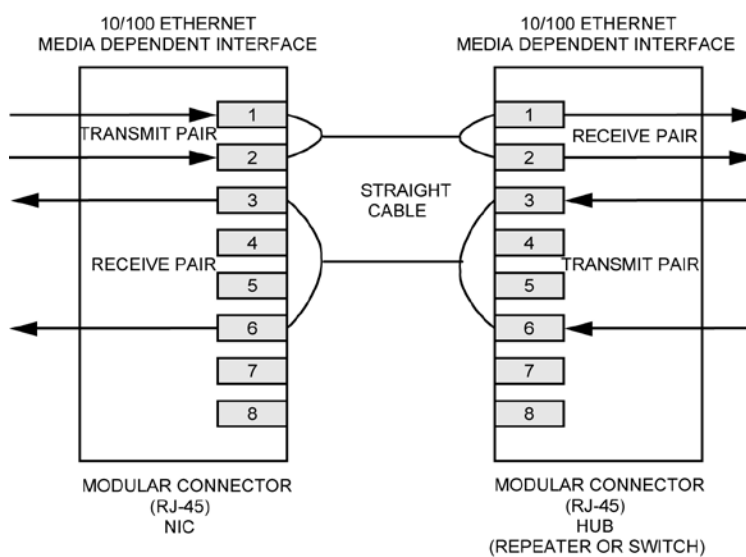 10/100 ETHERNET
MEDIA DEPENDENT INTERFACE
10/100 ETHERNET
MEDIA DEPENDENT INTERFACE
1
TRANSMIT PAIR
2
3
4
RECEIVE PAIR
5
6
7
8
STRAIGHT
CABLE
1
RECEIVE PAIR
2
3
4
TRANSMIT PAIR
5
6
7
8
MODULAR CONNECTOR
(RJ-45)
NIC
MODULAR CONNECTOR
(RJ-45)
HUB
(REPEATER OR SWITCH)